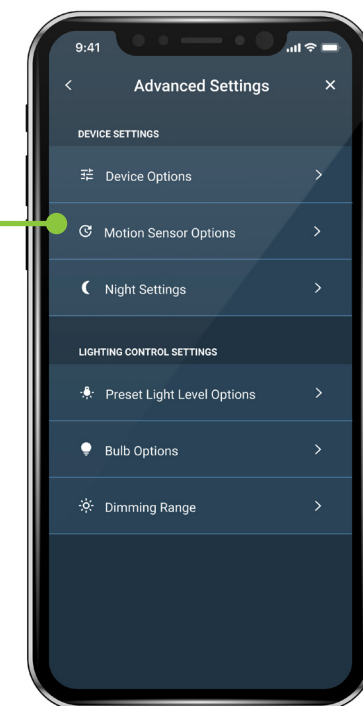 9:41
Advanced Settings
DEVICE SETTINGS
Device Options
Motion Sensor Options
Night Settings
LIGHTING CONTROL SETTINGS
Preset Light Level Options
Bulb Options
Dimming Range